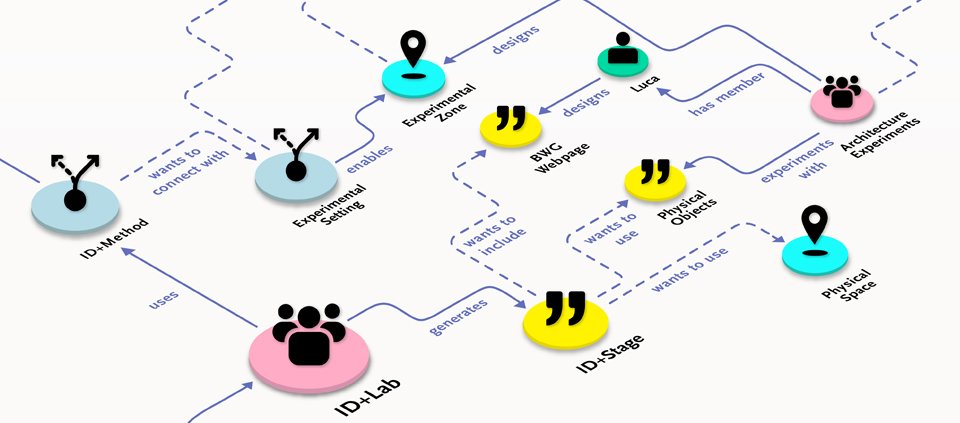 designs
Luca
Experimental
Zone
designs
has member
Architecture
Experiments
BWG
Webpage
wants to
connect with
enables
experiments
with
Experimental
Setting
Physical
Objects
ID+Method
wants to
include
wants to
use
wants to use
Physical
Space
uses
generates
ID+Stage
ID+Lab